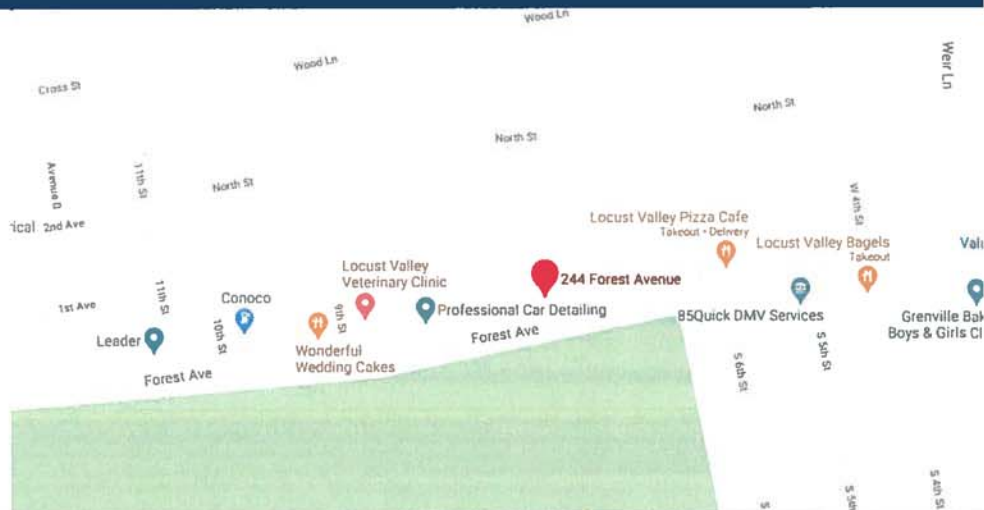 Wood Ln
Wood Ln
Weir Ln
Cross St
North St
North St
Avenue D
11th St
North St
W 4th St
rical
2nd Ave
Locust Valley Pizza Cafe
Takeout • Delivery
Locust Valley Bagels
Takeout
Valu
Locust Valley
Veterinary Clinic
244 Forest Avenue
1st Ave
11th St
Conoco
9th St
Professional Car Detailing
85Quick DMV Services
Grenville Bak
Boys & Girls Cl
Leader
10th St
Wonderful
Wedding Cakes
Forest Ave
Forest Ave
S 6th St
S 5th St
S 5th
S 4th St
S